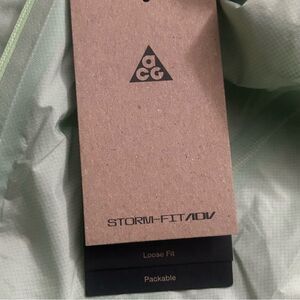 aCG
STORM-FIT ADV
Loose Fit
Packable